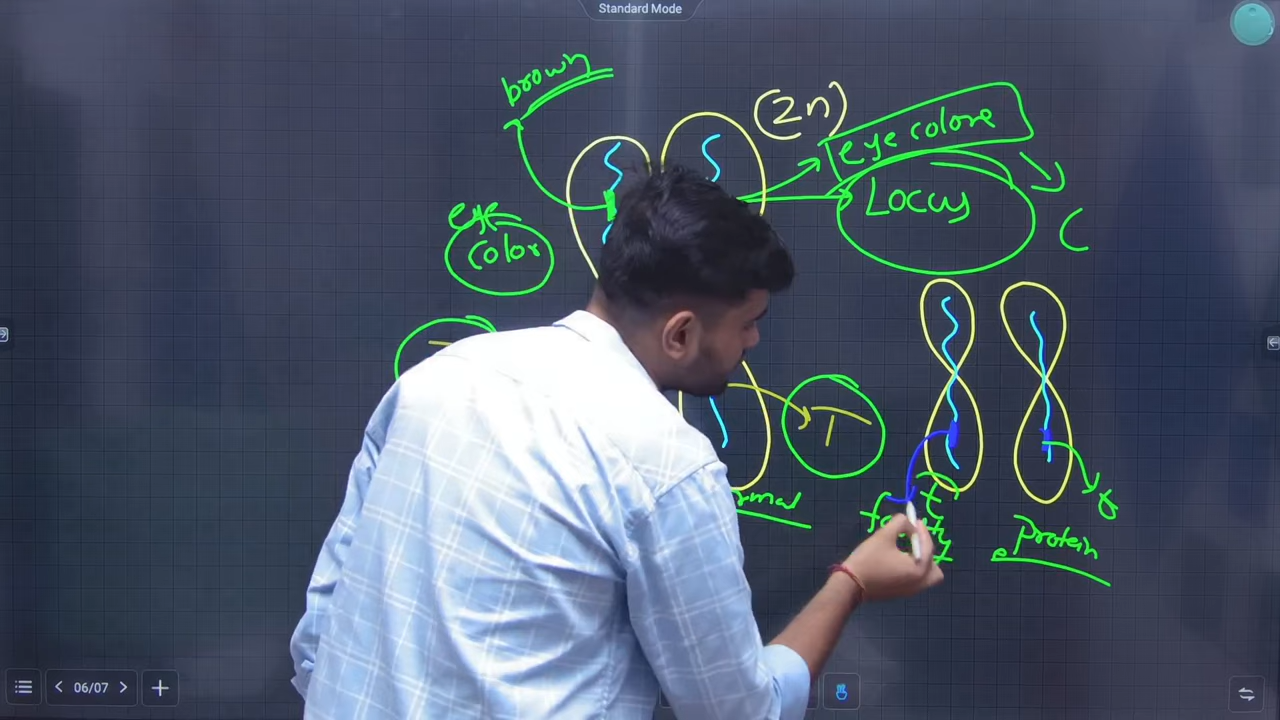 Standard Mode
brown
(2n)
eye colore
Locus
eye
color
C
T
T
t
t
Protein
06/07